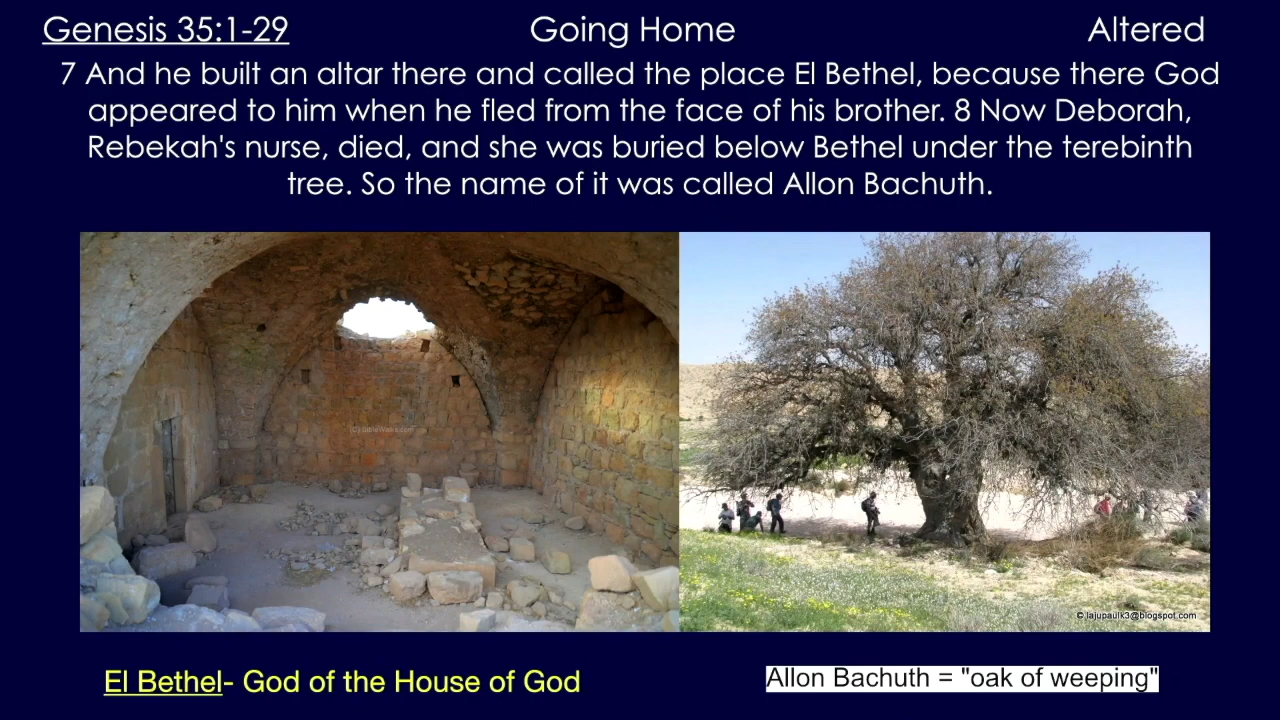 Genesis 35:1-29 Going Home Altered
7 And he built an altar there and called the place El Bethel, because there God
appeared to him when he fled from the face of his brother. 8 Now Deborah,
Rebekah's nurse, died, and she was buried below Bethel under the terebinth
tree. So the name of it was called Allon Bachuth.
(C) BibleWalks.com
© lajupaulk3@blogspot.com
El Bethel- God of the House of God
Allon Bachuth = "oak of weeping"